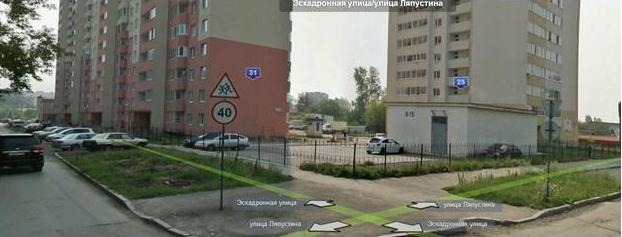 Эскадронная улица/улица Ляпустина
31
25
40
Эскадронная улица
улица Ляпустина
улица Ляпустина
Эскадронная улица